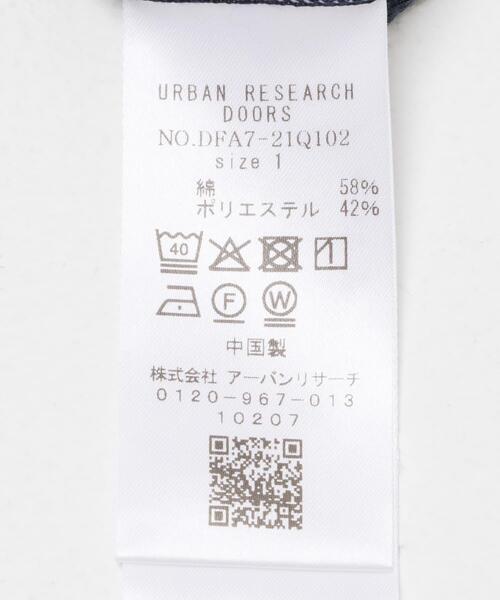 URBAN RESEARCH
DOORS
NO.DFA7-21Q102
size 1
綿 58%
ポリエステル 42%
40
F W
中国製
株式会社 アーバンリサーチ
0120-967-013
10207